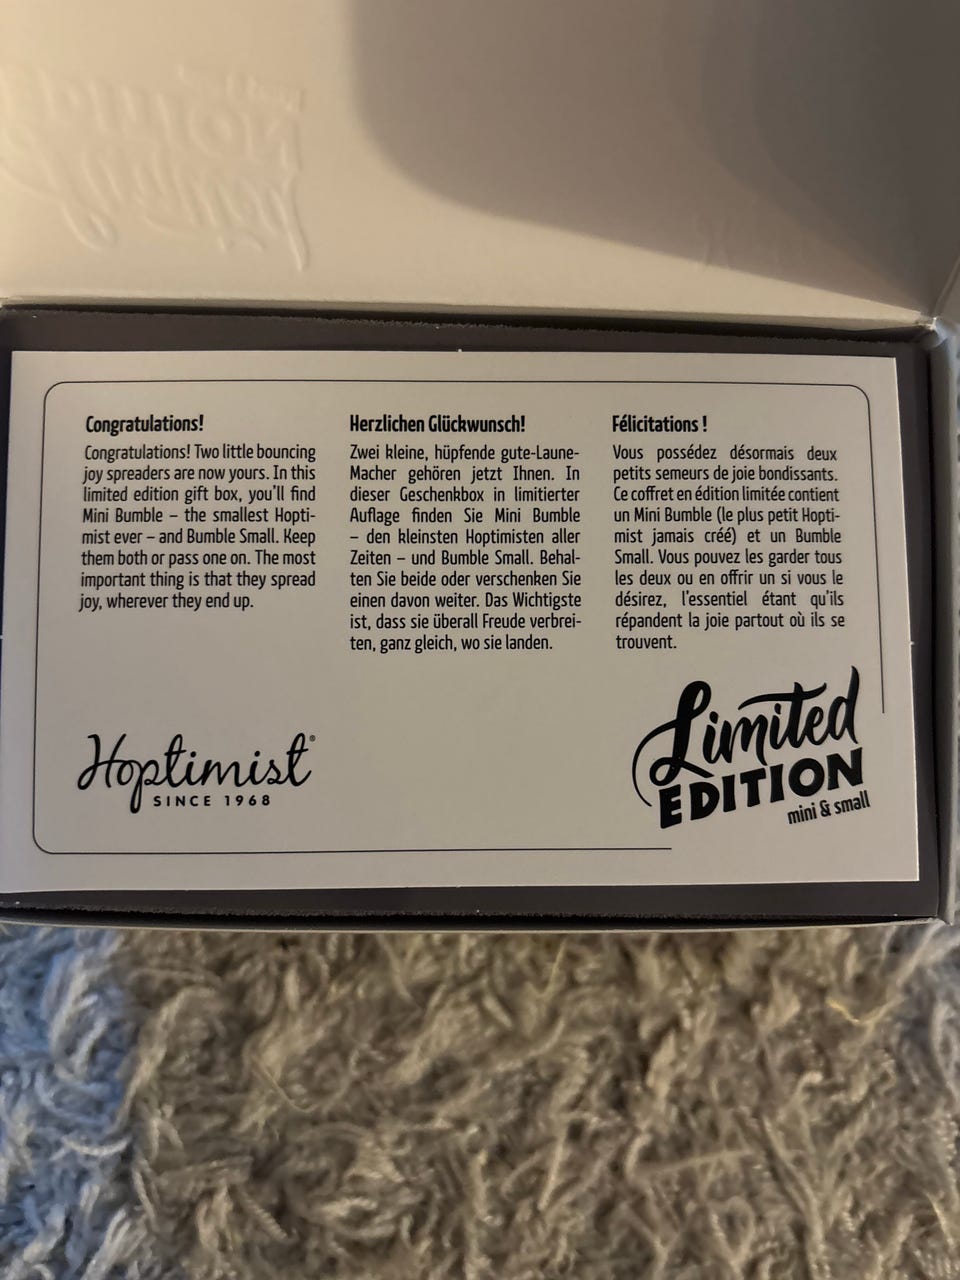 Congratulations!
Congratulations! Two little bouncing
joy spreaders are now yours. In this
limited edition gift box, you'll find
Mini Bumble – the smallest Hopti-
mist ever – and Bumble Small. Keep
them both or pass one on. The most
important thing is that they spread
joy, wherever they end up.
Herzlichen Glückwunsch!
Zwei kleine, hüpfende gute-Laune-
Macher gehören jetzt Ihnen. In
dieser Geschenkbox in limitierter
Auflage finden Sie Mini Bumble
– den kleinsten Hoptimisten aller
Zeiten – und Bumble Small. Behal-
ten Sie beide oder verschenken Sie
einen davon weiter. Das Wichtigste
ist, dass sie überall Freude verbrei-
ten, ganz gleich, wo sie landen.
Félicitations !
Vous possédez désormais deux
petits semeurs de joie bondissants.
Ce coffret en édition limitée contient
un Mini Bumble (le plus petit Hopti-
mist jamais créé) et un Bumble
Small. Vous pouvez les garder tous
les deux ou en offrir un si vous le
désirez, l'essentiel étant qu'ils
répandent la joie partout où ils se
trouvent.
Hoptimist®
SINCE 1968
Limited
EDITION
mini & small